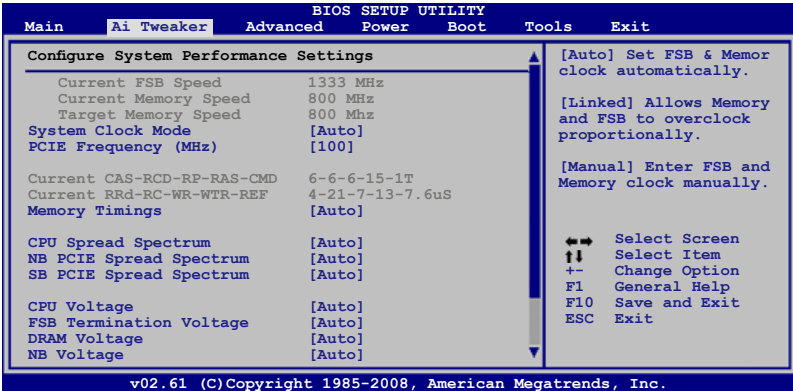 BIOS SETUP UTILITY
Main Ai Tweaker Advanced Power Boot Tools Exit
Configure System Performance Settings
Current FSB Speed 1333 MHz
Current Memory Speed 800 MHz
Target Memory Speed 800 Mhz
System Clock Mode [Auto]
PCIE Frequency (MHz) [100]
Current CAS-RCD-RP-RAS-CMD 6-6-6-15-1T
Current RRd-RC-WR-WTR-REF 4-21-7-13-7.6uS
Memory Timings [Auto]
CPU Spread Spectrum [Auto]
NB PCIE Spread Spectrum [Auto]
SB PCIE Spread Spectrum [Auto]
CPU Voltage [Auto]
FSB Termination Voltage [Auto]
DRAM Voltage [Auto]
NB Voltage [Auto]
[Auto] Set FSB & Memor
clock automatically.
[Linked] Allows Memory
and FSB to overclock
proportionally.
[Manual] Enter FSB and
Memory clock manually.
Select Screen
Select Item
+- Change Option
F1 General Help
F10 Save and Exit
ESC Exit
v02.61 (C)Copyright 1985-2008, American Megatrends, Inc.